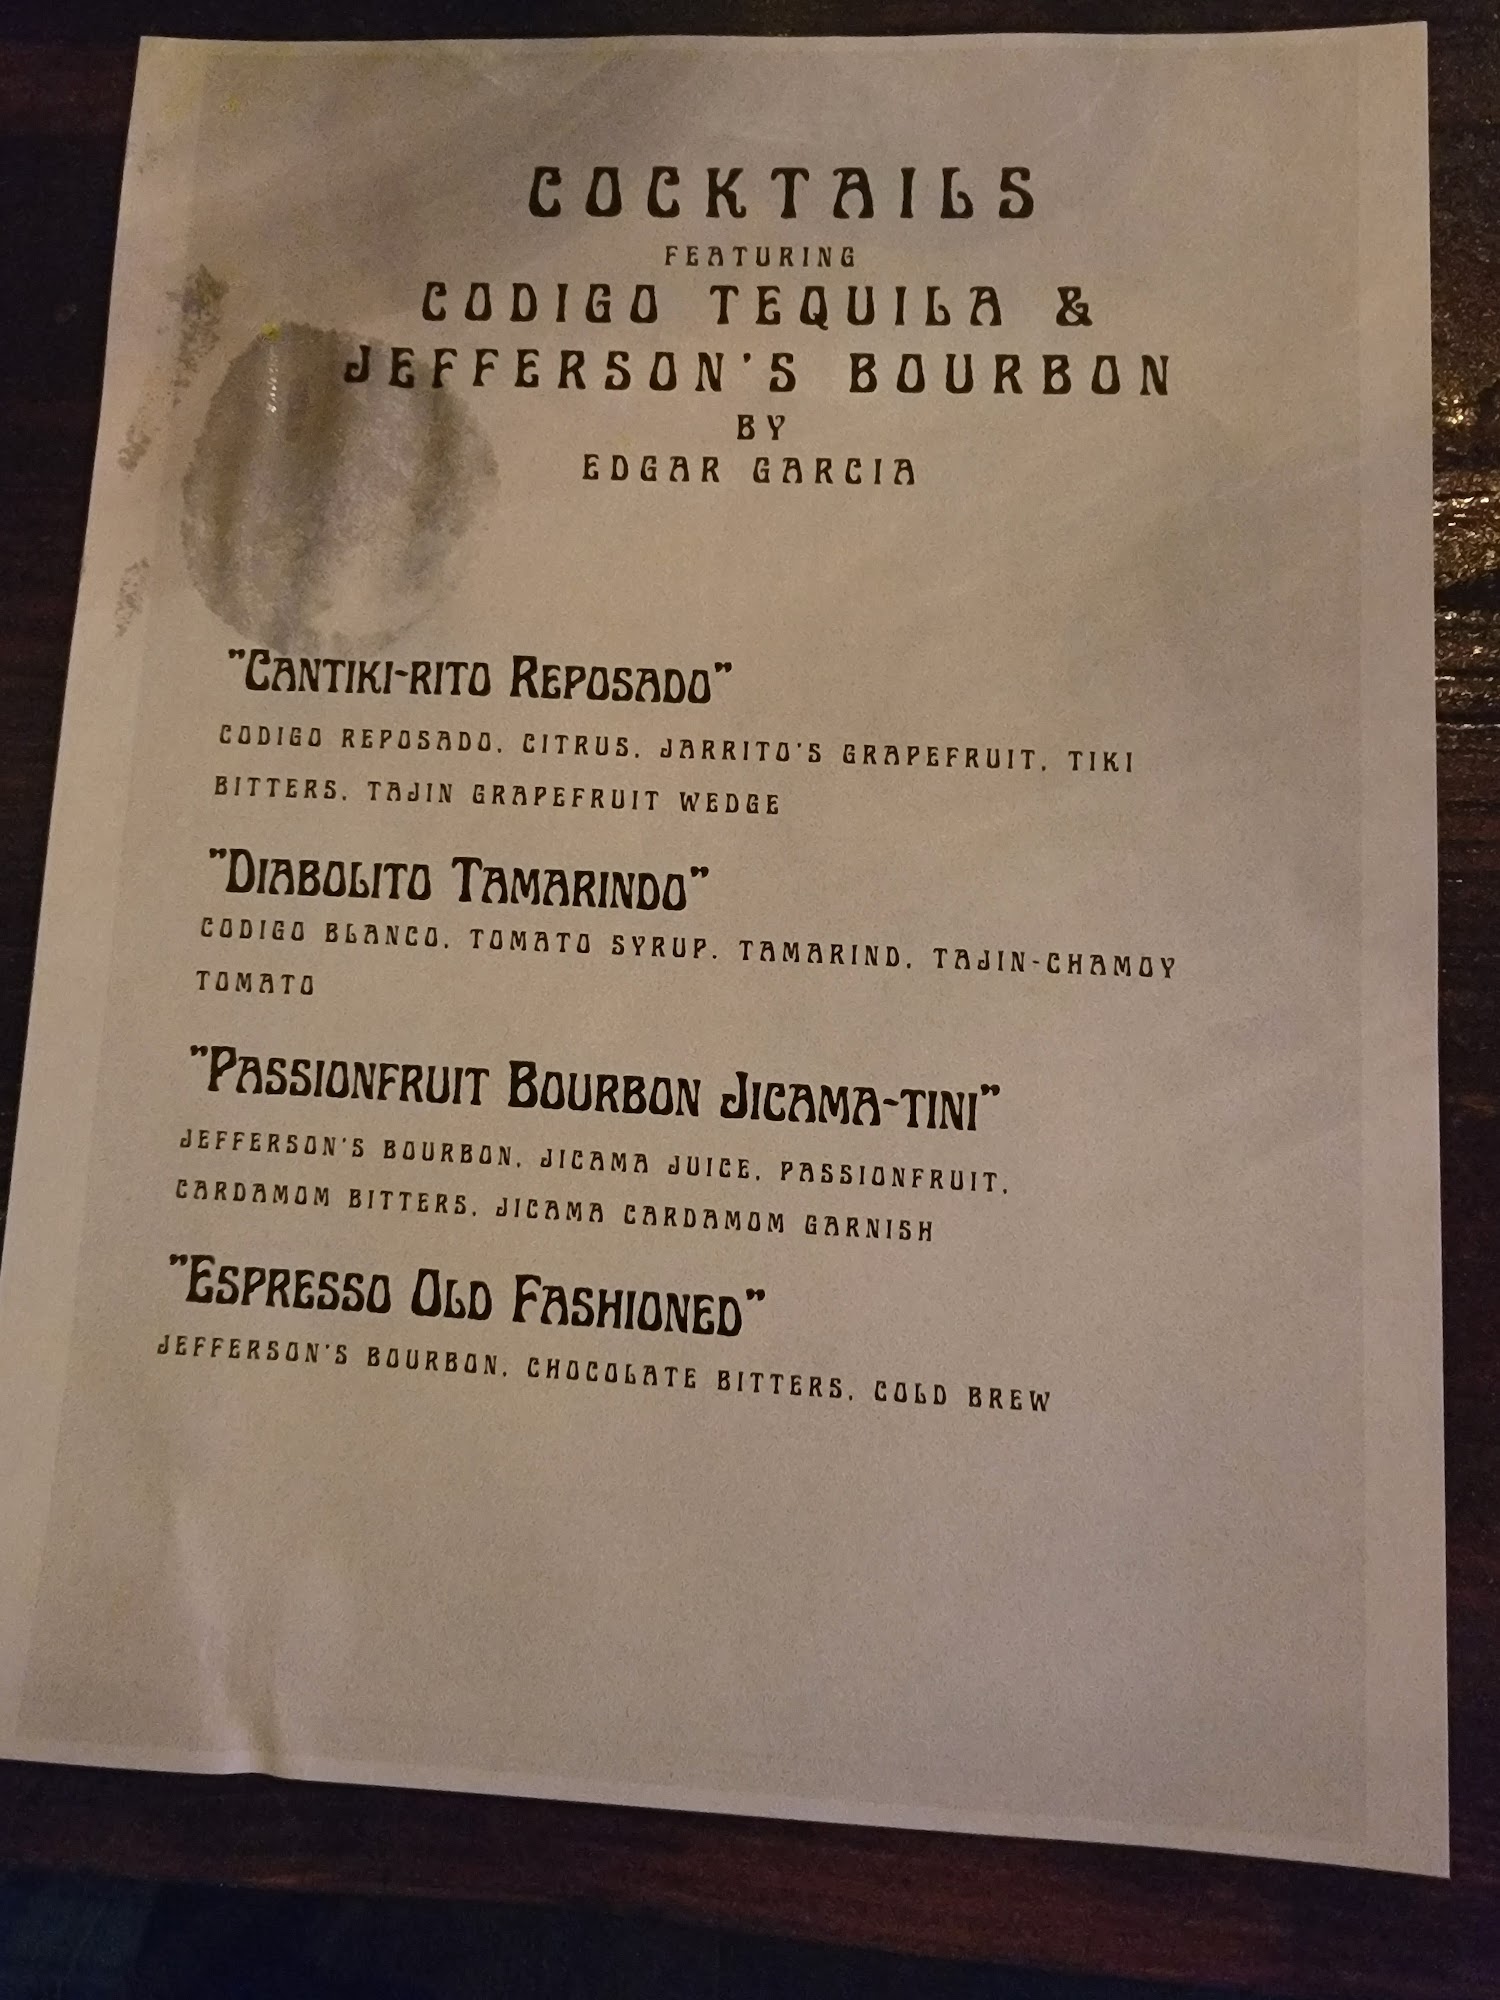 COCKTAILS
FEATURING
CODIGO TEQUILA &
JEFFERSON'S BOURBON
BY
EDGAR GARCIA
"CANTIKI-RITO REPOSADO"
CODIGO REPOSADO, CITRUS, JARRITO'S GRAPEFRUIT, TIKI
BITTERS, TAJIN GRAPEFRUIT WEDGE
"DIABOLITO TAMARINDO"
CODIGO BLANCO, TOMATO SYRUP, TAMARIND, TAJIN-CHAMOY
TOMATO
"PASSIONFRUIT BOURBON JICAMA-TINI"
JEFFERSON'S BOURBON, JICAMA JUICE, PASSIONFRUIT,
CARDAMOM BITTERS, JICAMA CARDAMOM GARNISH
"ESPRESSO OLD FASHIONED"
JEFFERSON'S BOURBON, CHOCOLATE BITTERS, COLD BREW